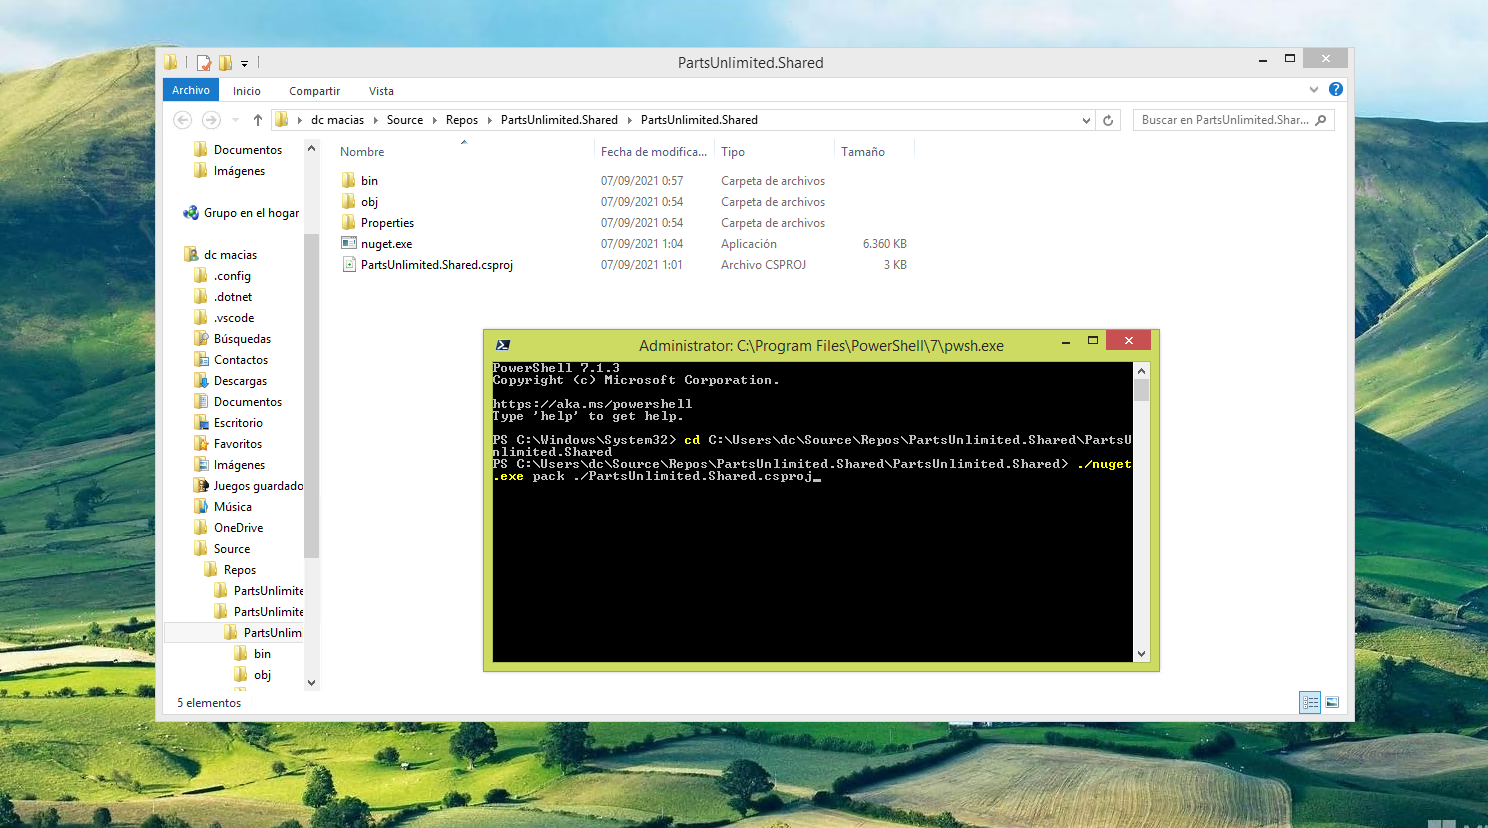 PartsUnlimited.Shared
Archivo Inicio Compartir Vista
dc macias Source Repos PartsUnlimited.Shared PartsUnlimited.Shared
Buscar en PartsUnlimited.Shar...
Documentos
Imágenes
Grupo en el hogar
dc macias
.config
.dotnet
.vscode
Búsquedas
Contactos
Descargas
Documentos
Escritorio
Favoritos
Imágenes
Juegos guardado
Música
OneDrive
Source
Repos
PartsUnlimite
PartsUnlimite
PartsUnlim
bin
obj
Nombre Fecha de modifica... Tipo Tamaño
bin 07/09/2021 0:57 Carpeta de archivos
obj 07/09/2021 0:54 Carpeta de archivos
Properties 07/09/2021 0:54 Carpeta de archivos
nuget.exe 07/09/2021 1:04 Aplicación 6.360 KB
PartsUnlimited.Shared.csproj 07/09/2021 1:01 Archivo CSPROJ 3 KB
Administrator: C:\Program Files\PowerShell\7\pwsh.exe
PowerShell 7.1.3
Copyright (c) Microsoft Corporation.
https://aka.ms/powershell
Type 'help' to get help.
PS C:\Windows\System32> cd C:\Users\dc\Source\Repos\PartsUnlimited.Shared\PartsU
nlimited.Shared
PS C:\Users\dc\Source\Repos\PartsUnlimited.Shared\PartsUnlimited.Shared> ./nuget
.exe pack ./PartsUnlimited.Shared.csproj_
5 elementos